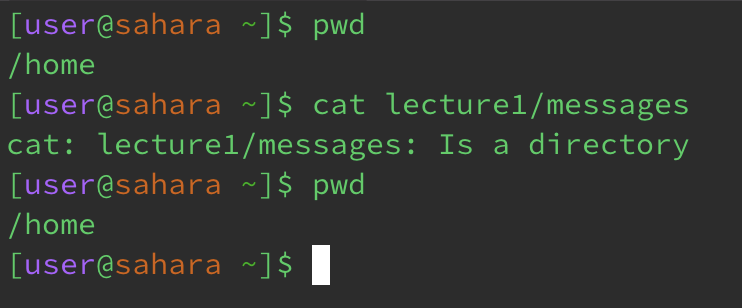 [user@sahara ~]$ pwd
/home
[user@sahara ~]$ cat lecture1/messages
cat: lecture1/messages: Is a directory
[user@sahara ~]$ pwd
/home
[user@sahara ~]$